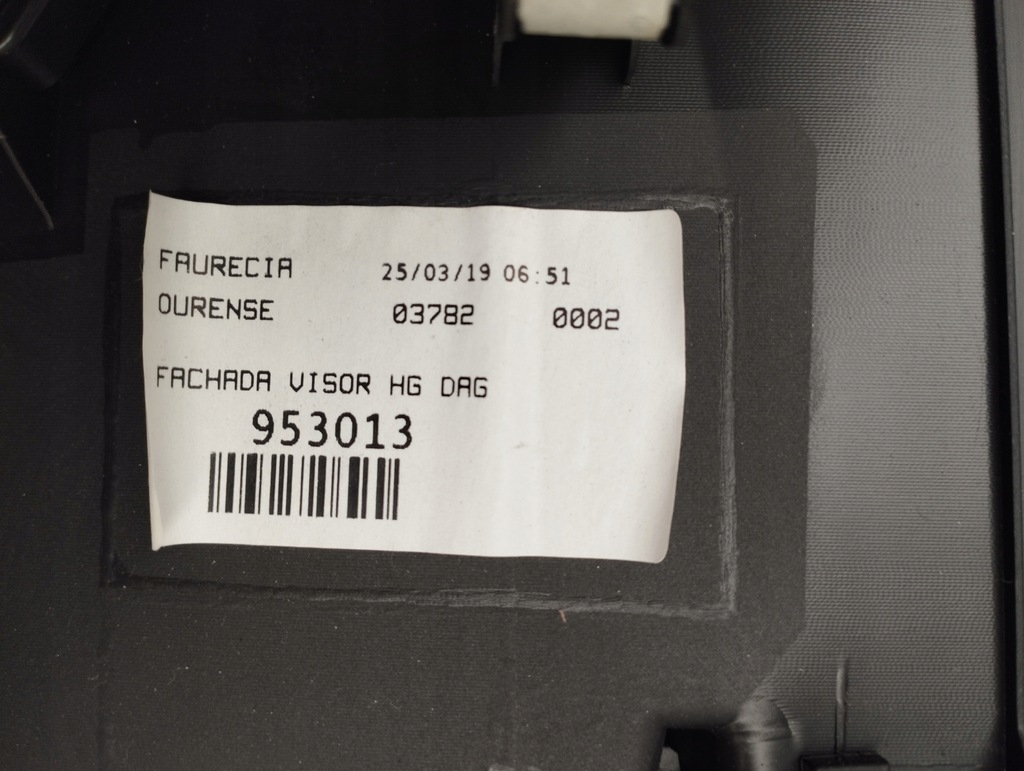 FAURECIA 25/03/19 06:51
OURENSE 03782 0002
FACHADA VISOR HG DAG
953013